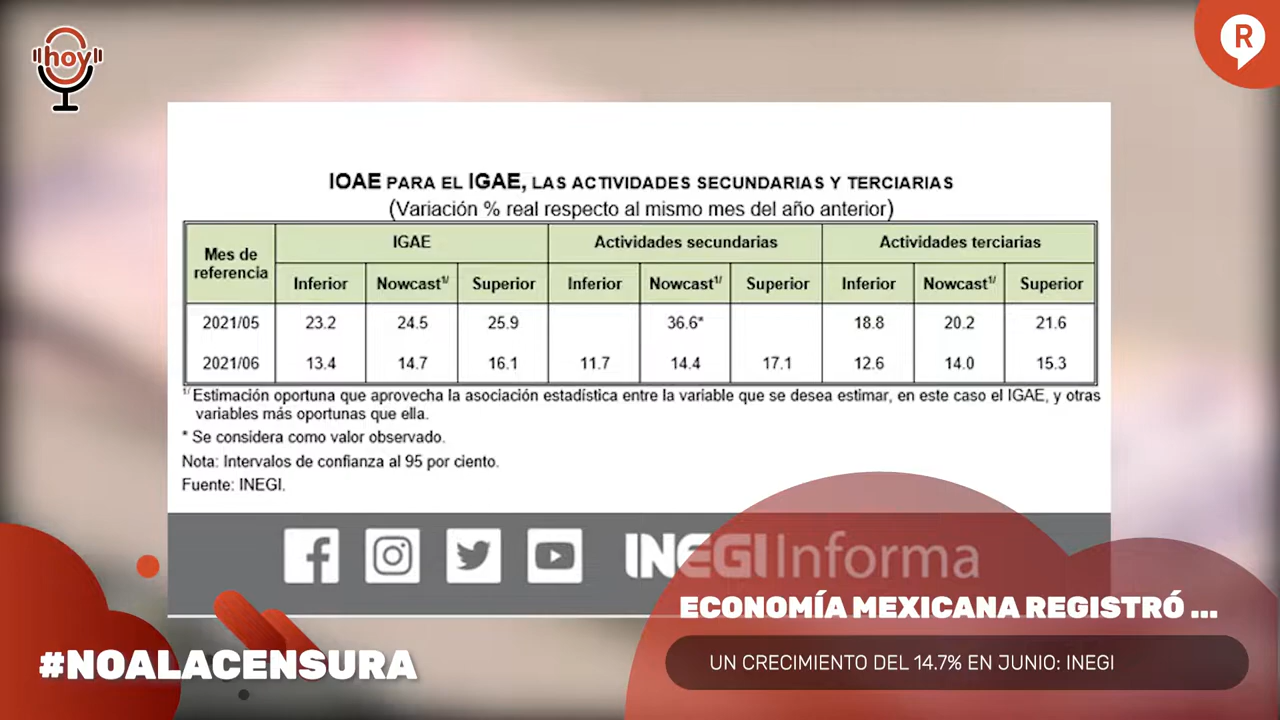 hoy
R
IOAE PARA EL IGAE, LAS ACTIVIDADES SECUNDARIAS Y TERCIARIAS
(Variación % real respecto al mismo mes del año anterior)
Mes de referencia IGAE Actividades secundarias Actividades terciarias
Inferior Nowcast1/ Superior Inferior Nowcast1/ Superior Inferior Nowcast1/ Superior
2021/05 23.2 24.5 25.9 36.6* 18.8 20.2 21.6
2021/06 13.4 14.7 16.1 11.7 14.4 17.1 12.6 14.0 15.3
1/ Estimación oportuna que aprovecha la asociación estadística entre la variable que se desea estimar, en este caso el IGAE, y otras
variables más oportunas que ella.
* Se considera como valor observado.
Nota: Intervalos de confianza al 95 por ciento.
Fuente: INEGI.
INEGI Informa
ECONOMÍA MEXICANA REGISTRÓ ...
UN CRECIMIENTO DEL 14.7% EN JUNIO: INEGI
#NOALACENSURA